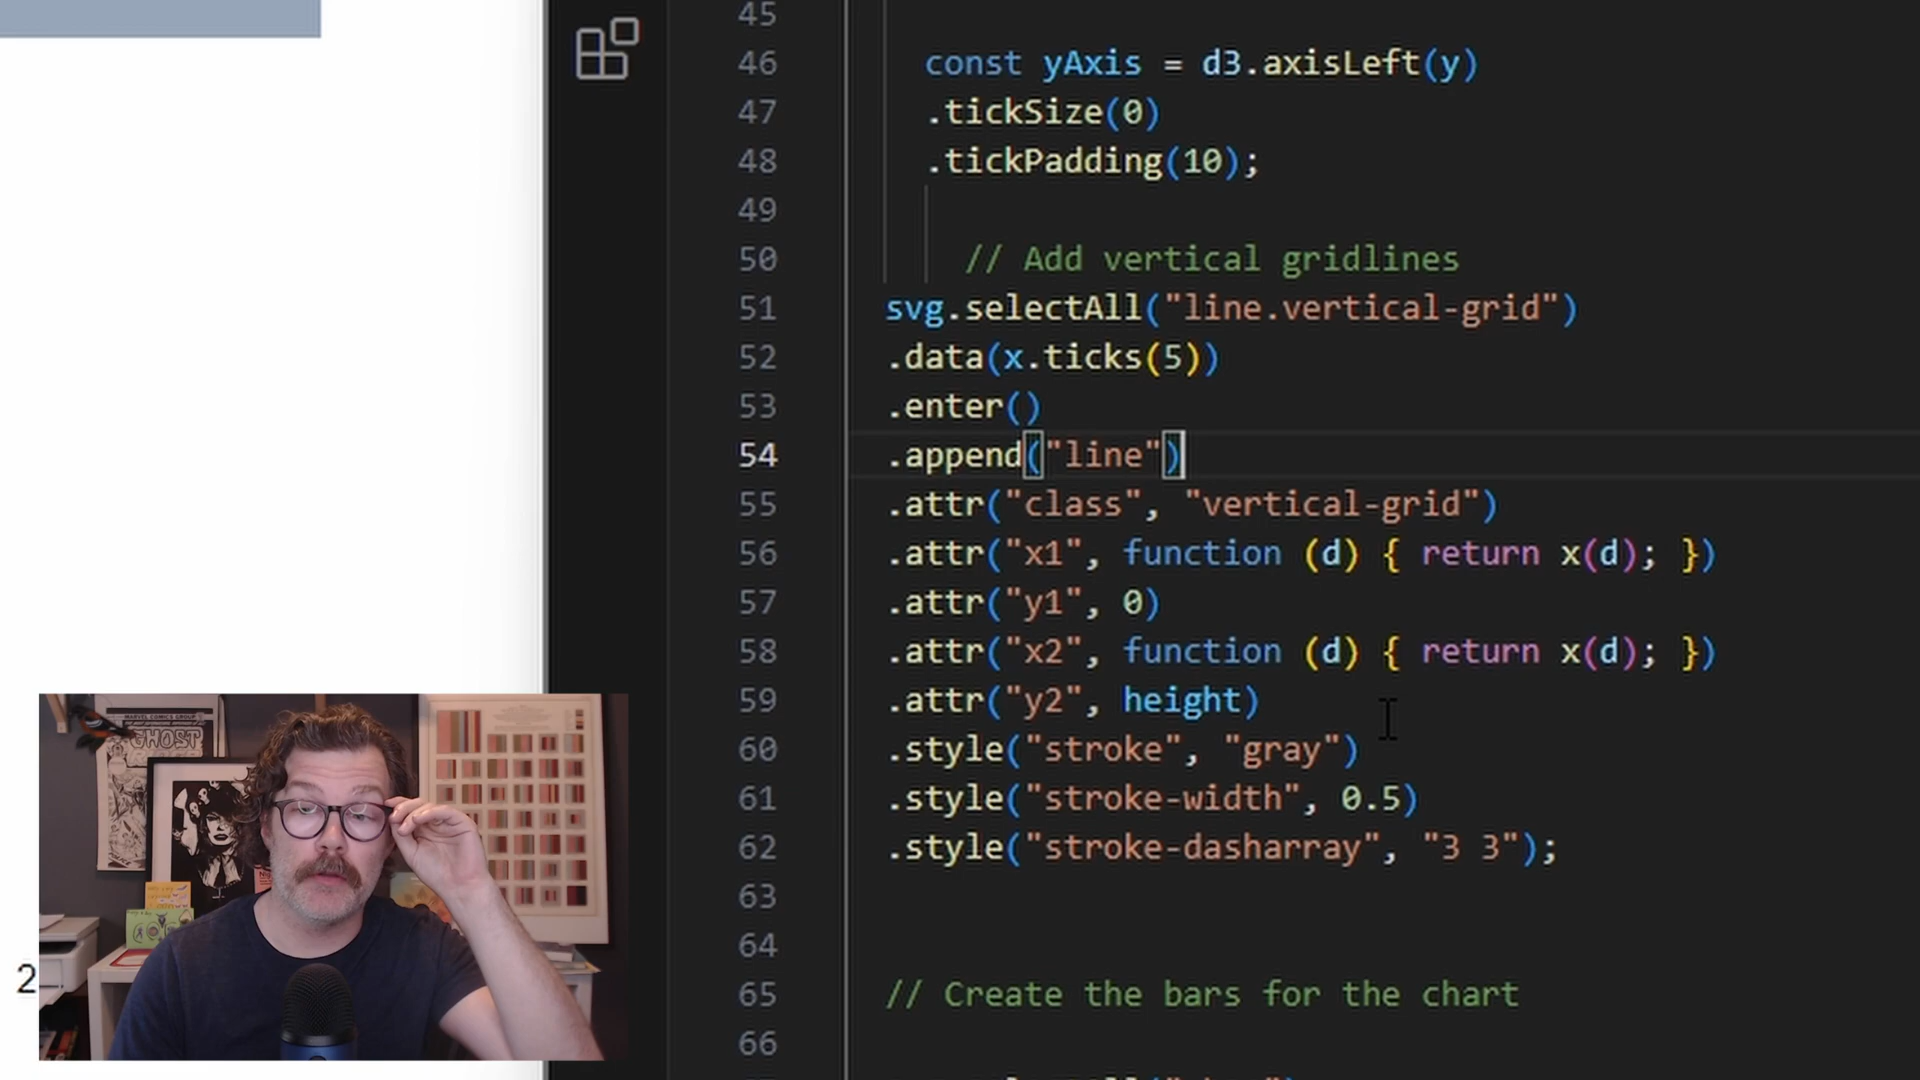 45
46 const yAxis = d3.axisLeft(y)
47 .tickSize(0)
48 .tickPadding(10);
49
50 // Add vertical gridlines
51 svg.selectAll("line.vertical-grid")
52 .data(x.ticks(5))
53 .enter()
54 .append("line")
55 .attr("class", "vertical-grid")
56 .attr("x1", function (d) { return x(d); })
57 .attr("y1", 0)
58 .attr("x2", function (d) { return x(d); })
59 .attr("y2", height)
60 .style("stroke", "gray")
61 .style("stroke-width", 0.5)
62 .style("stroke-dasharray", "3 3");
63
64
65 // Create the bars for the chart
66
MARVEL COMICS GROUP
GHOST
2